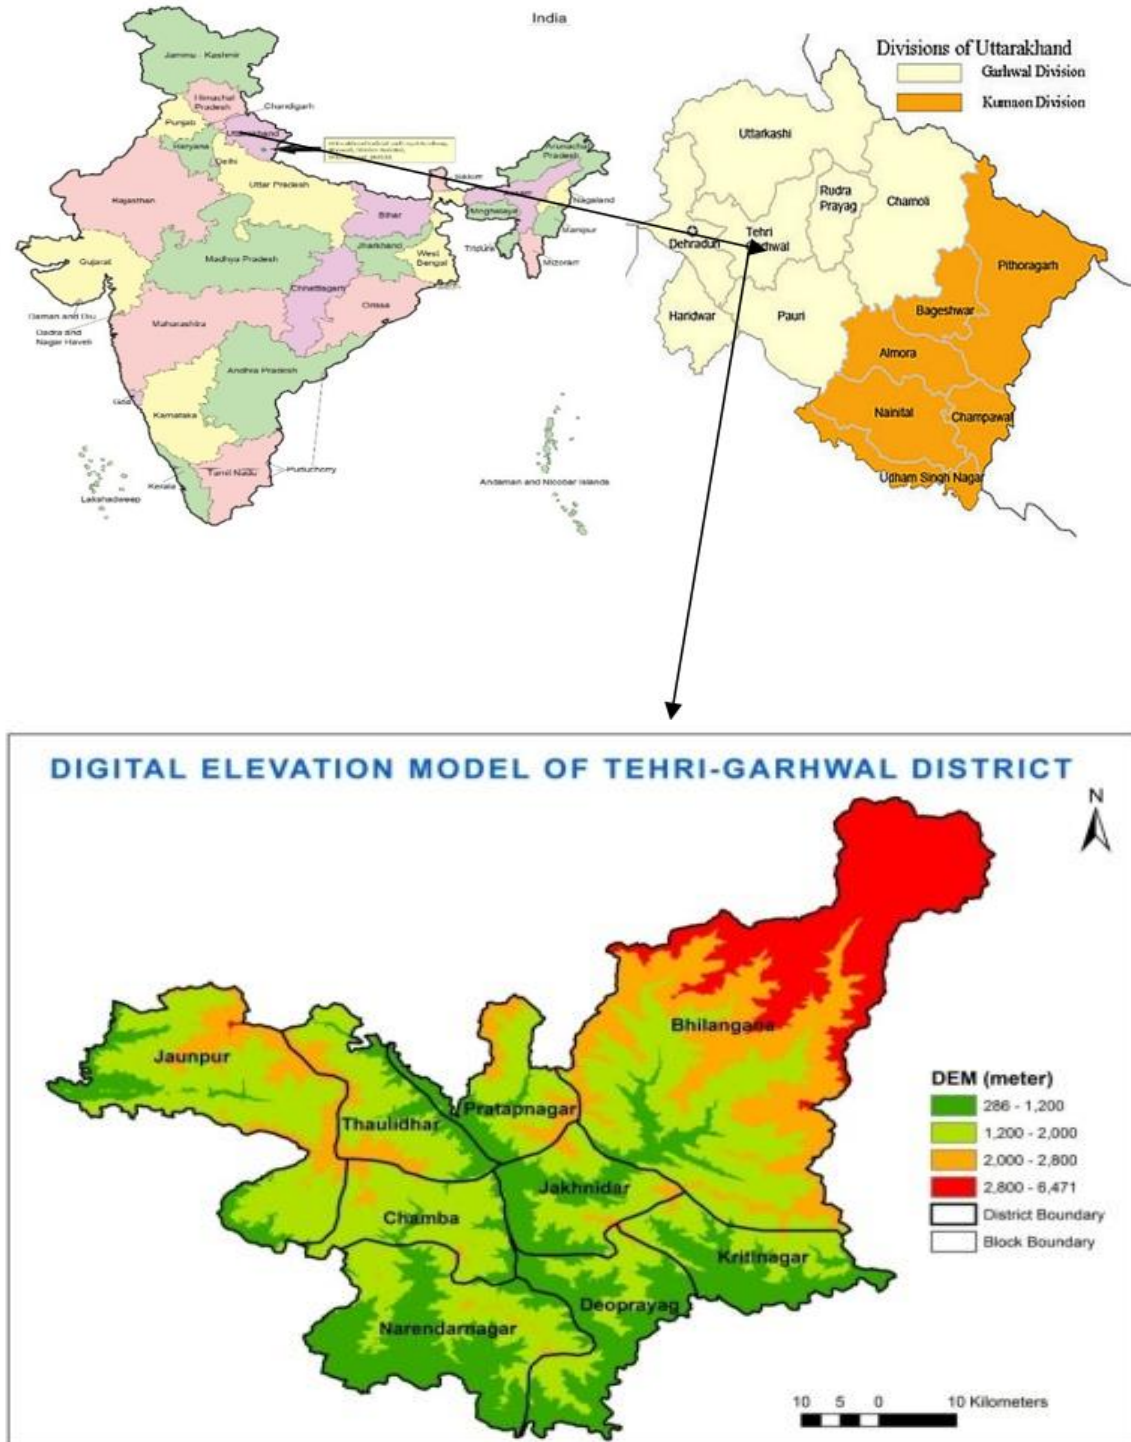 India
Jammu - Kashmir
Himachal
Pradesh
Chandigarh
Punjab
Uttarakhand
Haryana
Delhi
Rajasthan
Uttar Pradesh
Bihar
Sikkim
Arunachal
Pradesh
Nagaland
Meghalaya
Manipur
Tripura
Mizoram
Gujarat
Madhya Pradesh
Jharkhand
West
Bengal
Chhattisgarh
Orissa
Daman and Diu
Dadra and
Nagar Haveli
Maharashtra
Andhra Pradesh
Goa
Karnataka
Tamil Nadu
Puducherry
Kerala
Lakshadweep
Andaman and Nicobar Islands
Divisions of Uttarakhand
Garhwal Division
Kumaon Division
Uttarkashi
Rudra
Prayag
Chamoli
Tehri
Dehradun
Haridwar
Pauri
Pithoragarh
Bageshwar
Almora
Nainital
Champawat
Udham Singh Nagar
DIGITAL ELEVATION MODEL OF TEHRI-GARHWAL DISTRICT
N
Jaunpur
Bhilangana
Thaulidhar
Pratapnagar
Jakhnidar
Chamba
Kritinagar
Deoprayag
Narendarnagar
DEM (meter)
286 - 1,200
1,200 - 2,000
2,000 - 2,800
2,800 - 6,471
District Boundary
Block Boundary
10 5 0 10 Kilometers